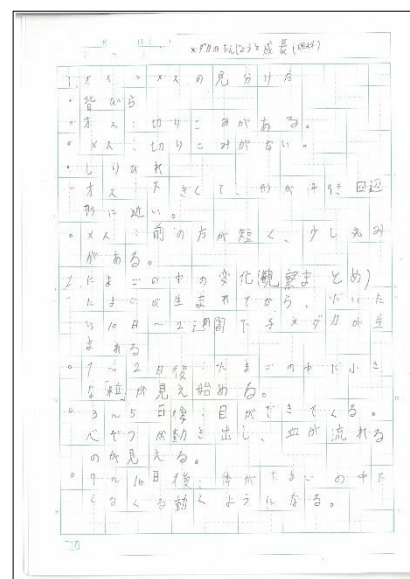 メダカのたんじょうと成長(理科)
1. オスとメスの見分け方
・背びら
・オス：切りこみがある。
・メス：切りこみがない。
・しりびれ
・オス：大きくて、形が平行四辺
形に近い。
・メス：前の方が短く、少し丸み
がある。
2. たまごの中の変化(観察まとめ)
たまごが生まれてから、だいた
い10日〜2週間で子メダカが生
まれる
・1〜2日後：たまごの中に小さ
な「粒」が見え始める。
・3〜5日後：目ができてくる。
心ぞうが動き出し、血が流れる
のが見える。
・7〜10日後：体がたまごの中で
くるくる動くようになる。